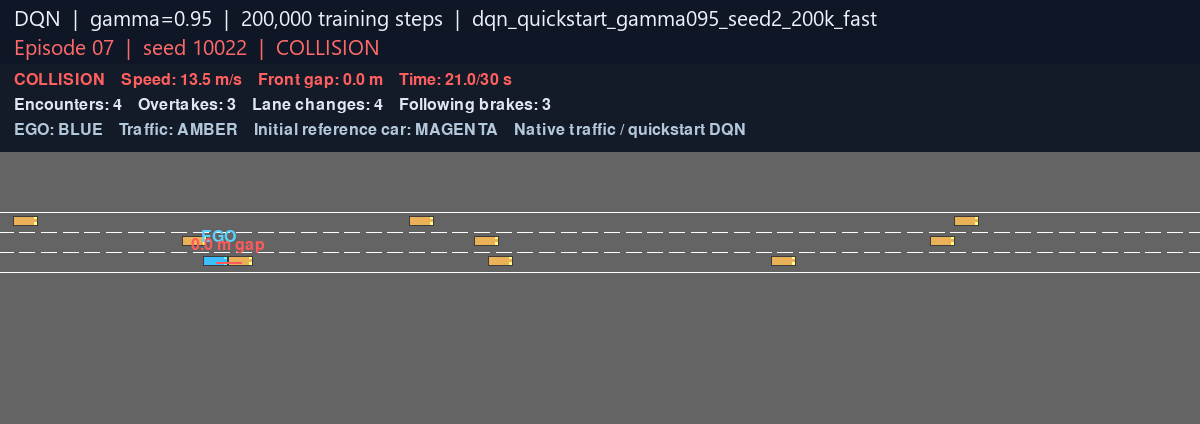 DQN | gamma=0.95 | 200,000 training steps | dqn_quickstart_gamma095_seed2_200k_fast
Episode 07 | seed 10022 | COLLISION
COLLISION Speed: 13.5 m/s Front gap: 0.0 m Time: 21.0/30 s
Encounters: 4 Overtakes: 3 Lane changes: 4 Following brakes: 3
EGO: BLUE Traffic: AMBER Initial reference car: MAGENTA Native traffic / quickstart DQN
EGO
0.0 m gap